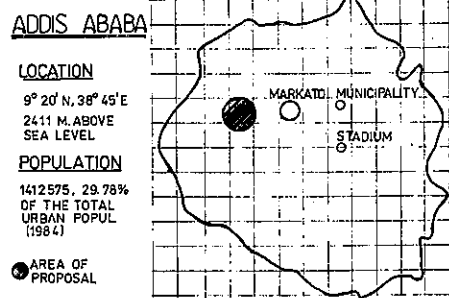 ADDIS ABABA
LOCATION
9° 20' N, 38° 45' E
2411 M. ABOVE
SEA LEVEL
POPULATION
1412575, 29.78%
OF THE TOTAL
URBAN POPUL
(1984)
AREA OF
PROPOSAL
MARKATO
MUNICIPALITY
STADIUM